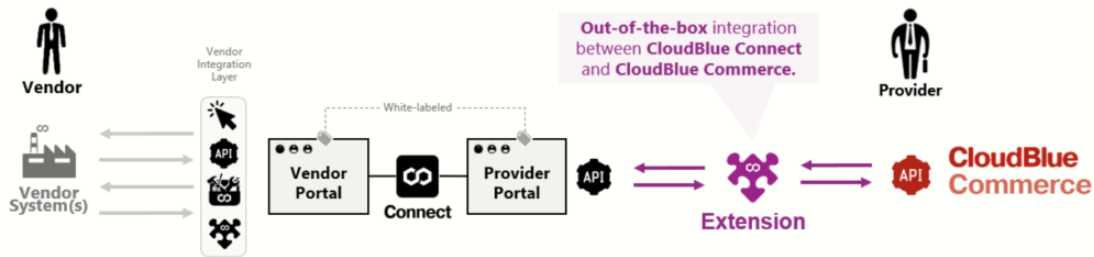 Vendor
Vendor
Integration
Layer
Out-of-the-box integration
between CloudBlue Connect
and CloudBlue Commerce.
Provider
White-labeled
Vendor
System(s)
API
Vendor
Portal
Connect
Provider
Portal
API
Extension
API
CloudBlue
Commerce